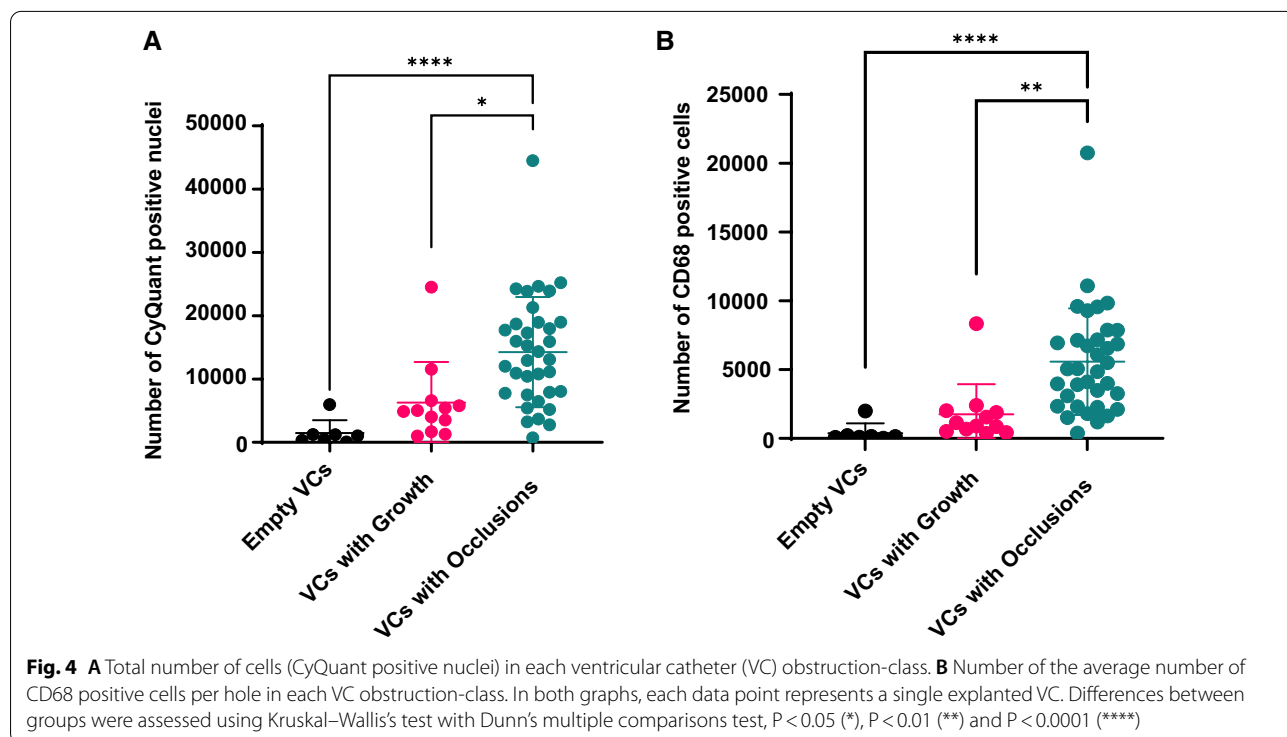 A
B
****
*
****
**
Number of CyQuant positive nuclei
50000
40000
30000
20000
10000
0
Empty VCs
VCs with Growth
VCs with Occlusions
Number of CD68 positive cells
25000
20000
15000
10000
5000
0
Empty VCs
VCs with Growth
VCs with Occlusions
Fig. 4 A Total number of cells (CyQuant positive nuclei) in each ventricular catheter (VC) obstruction-class. B Number of the average number of
CD68 positive cells per hole in each VC obstruction-class. In both graphs, each data point represents a single explanted VC. Differences between
groups were assessed using Kruskal–Wallis's test with Dunn's multiple comparisons test, P < 0.05 (*), P < 0.01 (**) and P < 0.0001 (****)